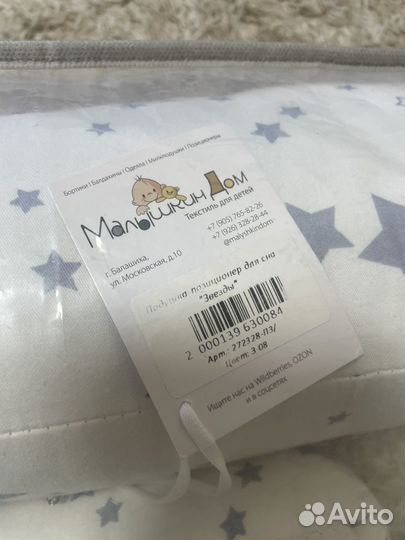 Бортики | Балдахины | Одеяла | Милиподушки | Позиционеры
Малышкин Дом
Текстиль для детей
г. Балашиха,
ул. Московская, д.10
+7 (905) 765-82-26
+7 (926) 328-28-44
@malyshkindom
Подушка позиционер для сна
"Звезды"
2 000139 630084
Арт.: 272328-ПЗ/
Цвет: З 08
Ищите нас на Wildberries, OZON
и в соцсетях
Avito